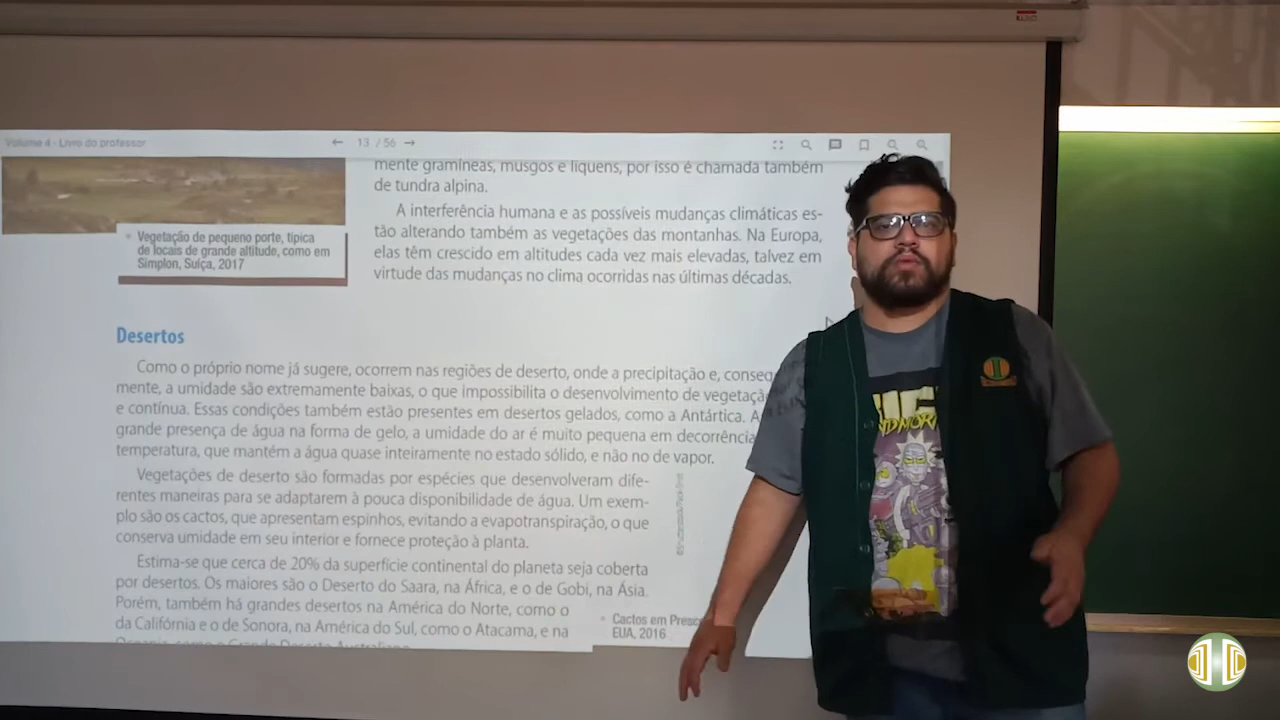 Volume 4 - Livro do professor
13 / 56
mente gramíneas, musgos e líquens, por isso é chamada também
de tundra alpina.
A interferência humana e as possíveis mudanças climáticas es-
tão alterando também as vegetações das montanhas. Na Europa,
elas têm crescido em altitudes cada vez mais elevadas, talvez em
virtude das mudanças no clima ocorridas nas últimas décadas.
Vegetação de pequeno porte, típica
de locais de grande altitude, como em
Simplon, Suíça, 2017
Desertos
Como o próprio nome já sugere, ocorrem nas regiões de deserto, onde a precipitação e, conseq
mente, a umidade são extremamente baixas, o que impossibilita o desenvolvimento de vegetaçã
e contínua. Essas condições também estão presentes em desertos gelados, como a Antártica. A
grande presença de água na forma de gelo, a umidade do ar é muito pequena em decorrência
temperatura, que mantém a água quase inteiramente no estado sólido, e não no de vapor.
Vegetações de deserto são formadas por espécies que desenvolveram dife-
rentes maneiras para se adaptarem à pouca disponibilidade de água. Um exem-
plo são os cactos, que apresentam espinhos, evitando a evapotranspiração, o que
conserva umidade em seu interior e fornece proteção à planta.
Estima-se que cerca de 20% da superfície continental do planeta seja coberta
por desertos. Os maiores são o Deserto do Saara, na África, e o de Gobi, na Ásia.
Porém, também há grandes desertos na América do Norte, como o
da Califórnia e o de Sonora, na América do Sul, como o Atacama, e na
Oceania, como o Grande Deserto Australiano.
Cactos em Presc
EUA, 2016